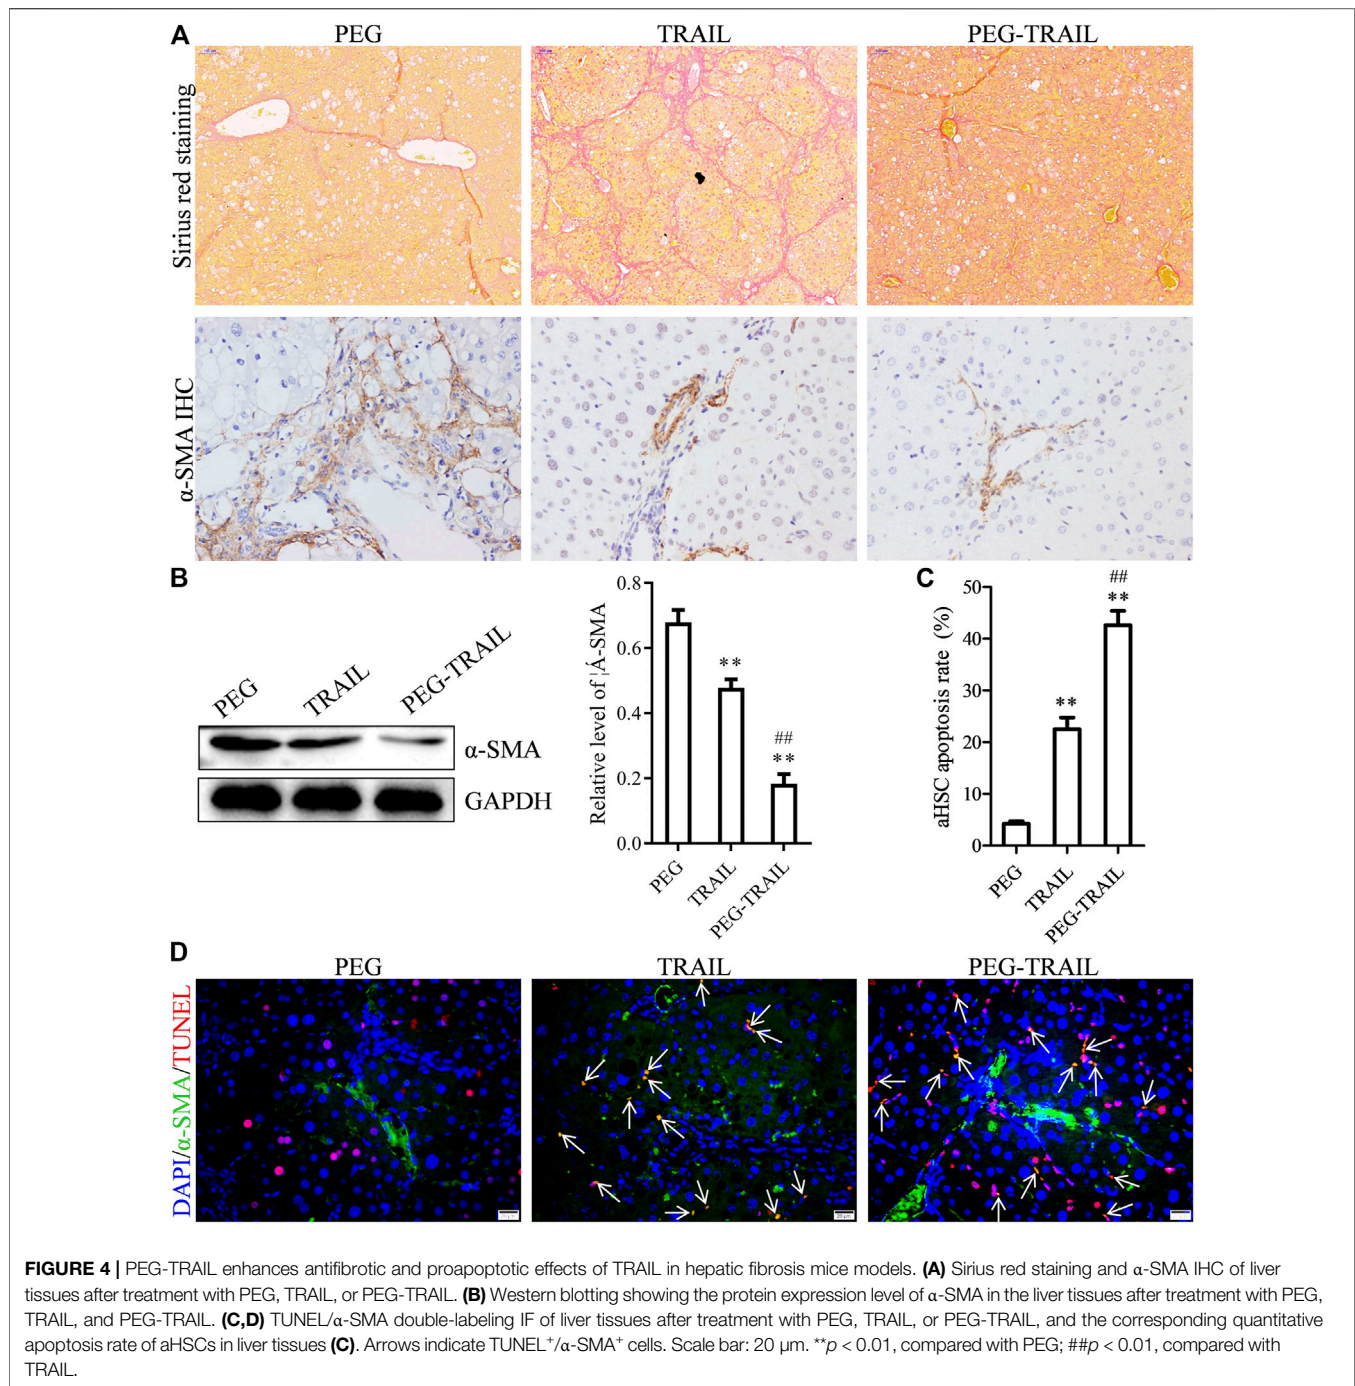 A
PEG
TRAIL
PEG-TRAIL
Sirius red staining
α-SMA IHC
B
PEG
TRAIL
PEG-TRAIL
α-SMA
GAPDH
Relative level of ¦Á-SMA
0.8
0.6
0.4
0.2
0.0
**
##
**
PEG
TRAIL
PEG-TRAIL
C
aHSC apoptosis rate (%)
50
40
30
20
10
0
**
##
**
PEG
TRAIL
PEG-TRAIL
D
PEG
TRAIL
PEG-TRAIL
DAPI/α-SMA/TUNEL
20 μm
FIGURE 4 | PEG-TRAIL enhances antifibrotic and proapoptotic effects of TRAIL in hepatic fibrosis mice models. (A) Sirius red staining and α-SMA IHC of liver
tissues after treatment with PEG, TRAIL, or PEG-TRAIL. (B) Western blotting showing the protein expression level of α-SMA in the liver tissues after treatment with PEG,
TRAIL, and PEG-TRAIL. (C,D) TUNEL/α-SMA double-labeling IF of liver tissues after treatment with PEG, TRAIL, or PEG-TRAIL, and the corresponding quantitative
apoptosis rate of aHSCs in liver tissues (C). Arrows indicate TUNEL+/α-SMA+ cells. Scale bar: 20 μm. **p < 0.01, compared with PEG; ##p < 0.01, compared with
TRAIL.